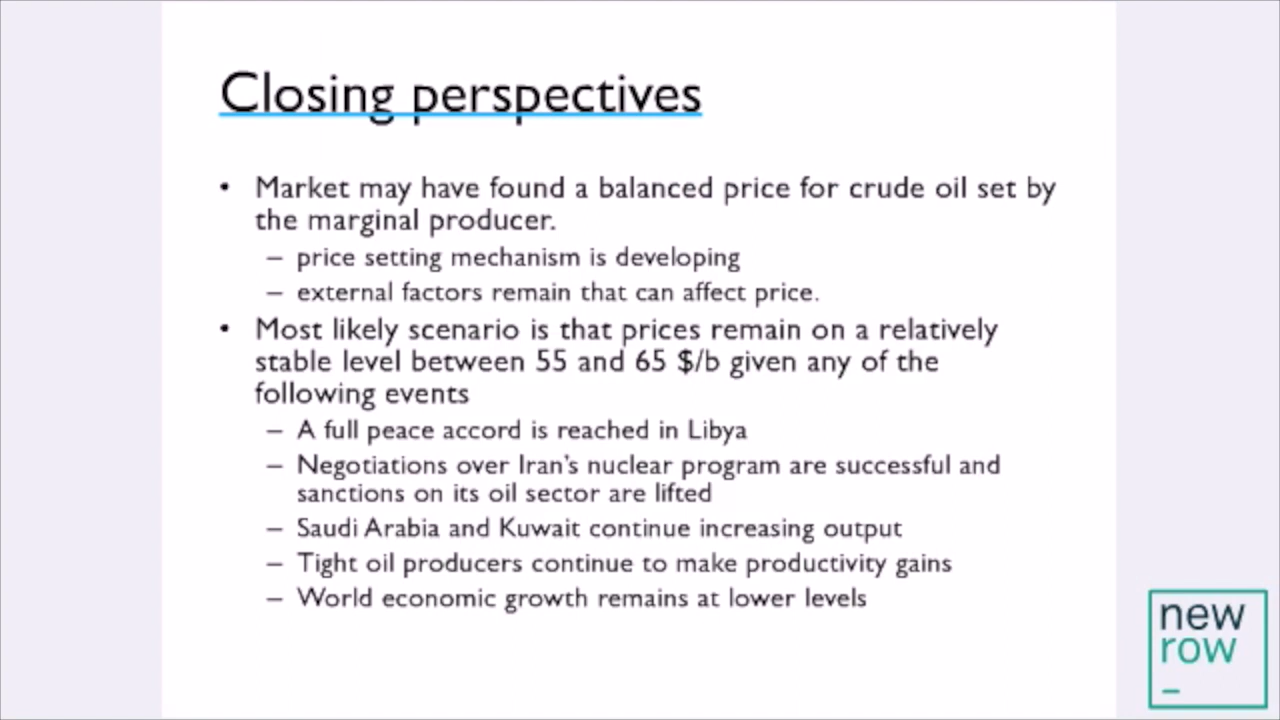 Closing perspectives
• Market may have found a balanced price for crude oil set by
the marginal producer.
– price setting mechanism is developing
– external factors remain that can affect price.
• Most likely scenario is that prices remain on a relatively
stable level between 55 and 65 $/b given any of the
following events
– A full peace accord is reached in Libya
– Negotiations over Iran's nuclear program are successful and
sanctions on its oil sector are lifted
– Saudi Arabia and Kuwait continue increasing output
– Tight oil producers continue to make productivity gains
– World economic growth remains at lower levels
new
row
_